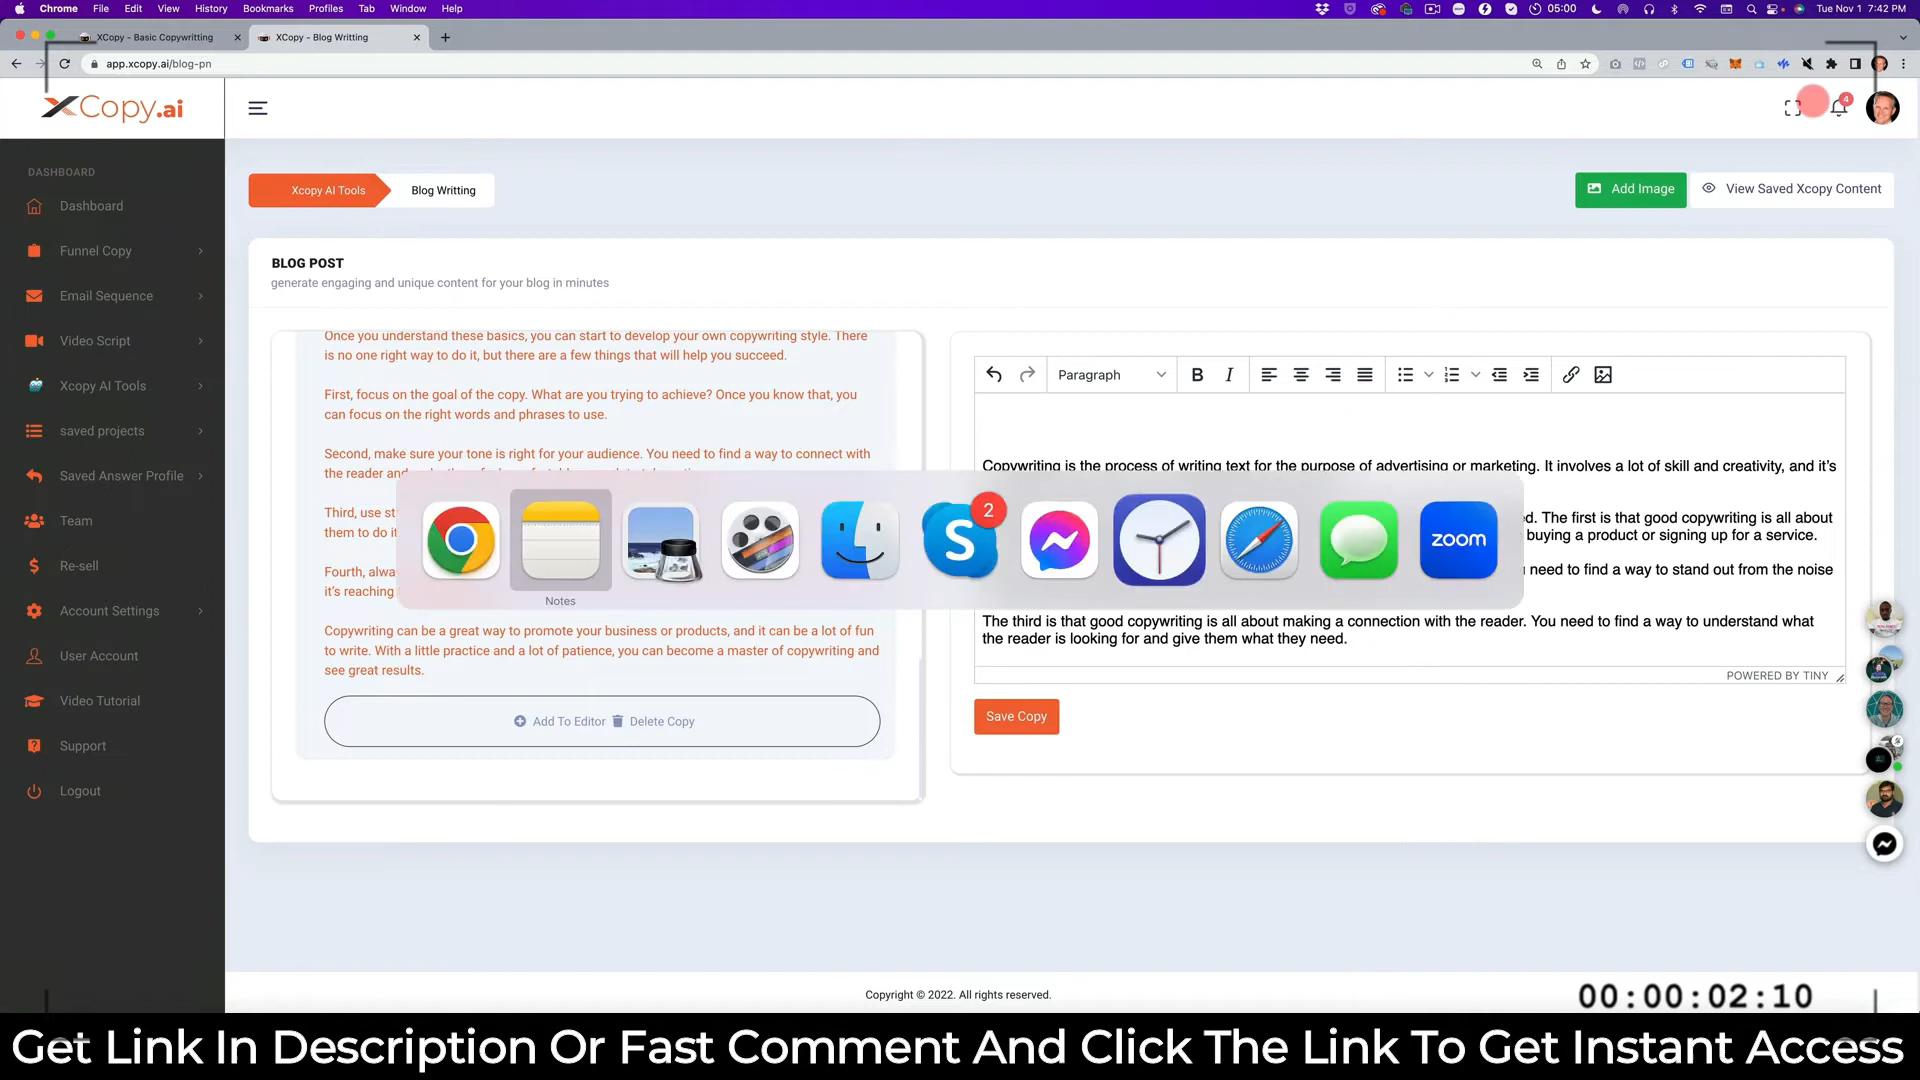 Chrome File Edit View History Bookmarks Profiles Tab Window Help 05:00 Tue Nov 1 7:42 PM
XCopy - Basic Copywritting XCopy - Blog Writting
app.xcopy.ai/blog-pn
XCopy.ai
4
DASHBOARD
Dashboard
Funnel Copy
Email Sequence
Video Script
Xcopy AI Tools
saved projects
Saved Answer Profile
Team
Re-sell
Account Settings
User Account
Video Tutorial
Support
Logout
Xcopy AI Tools Blog Writting
Add Image View Saved Xcopy Content
BLOG POST
generate engaging and unique content for your blog in minutes
Once you understand these basics, you can start to develop your own copywriting style. There
is no one right way to do it, but there are a few things that will help you succeed.
First, focus on the goal of the copy. What are you trying to achieve? Once you know that, you
can focus on the right words and phrases to use.
Second, make sure your tone is right for your audience. You need to find a way to connect with
the reader and
Third, use st
them to do it
Fourth, alwa
it's reaching
Copywriting can be a great way to promote your business or products, and it can be a lot of fun
to write. With a little practice and a lot of patience, you can become a master of copywriting and
see great results.
Add To Editor Delete Copy
Paragraph B I
Copywriting is the process of writing text for the purpose of advertising or marketing. It involves a lot of skill and creativity, and it's
d. The first is that good copywriting is all about
buying a product or signing up for a service.
need to find a way to stand out from the noise
The third is that good copywriting is all about making a connection with the reader. You need to find a way to understand what
the reader is looking for and give them what they need.
POWERED BY TINY
Save Copy
2
S
zoom
Notes
Copyright © 2022. All rights reserved.
00:00:02:10
Get Link In Description Or Fast Comment And Click The Link To Get Instant Access